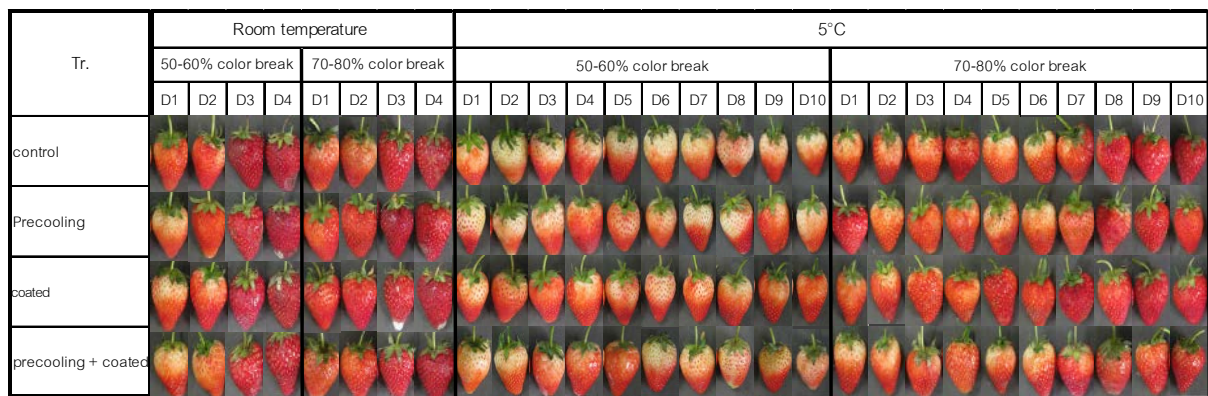 Tr.
Room temperature
5°C
50-60% color break
70-80% color break
50-60% color break
70-80% color break
D1 D2 D3 D4 D1 D2 D3 D4 D1 D2 D3 D4 D5 D6 D7 D8 D9 D10 D1 D2 D3 D4 D5 D6 D7 D8 D9 D10
control
Precooling
coated
precooling + coated